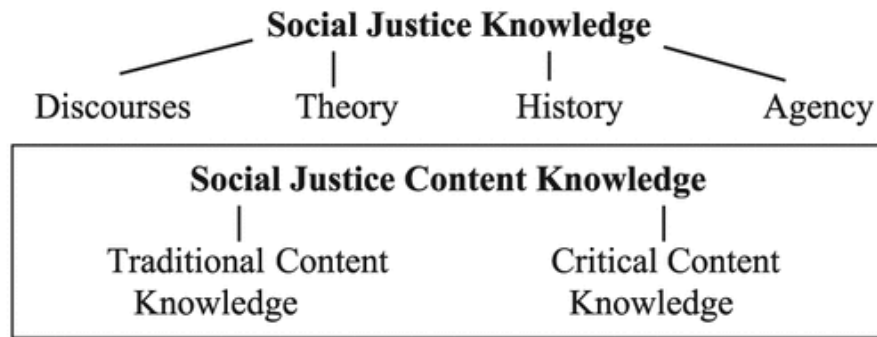 Social Justice Knowledge
Discourses Theory History Agency
Social Justice Content Knowledge
Traditional Content Critical Content
Knowledge Knowledge